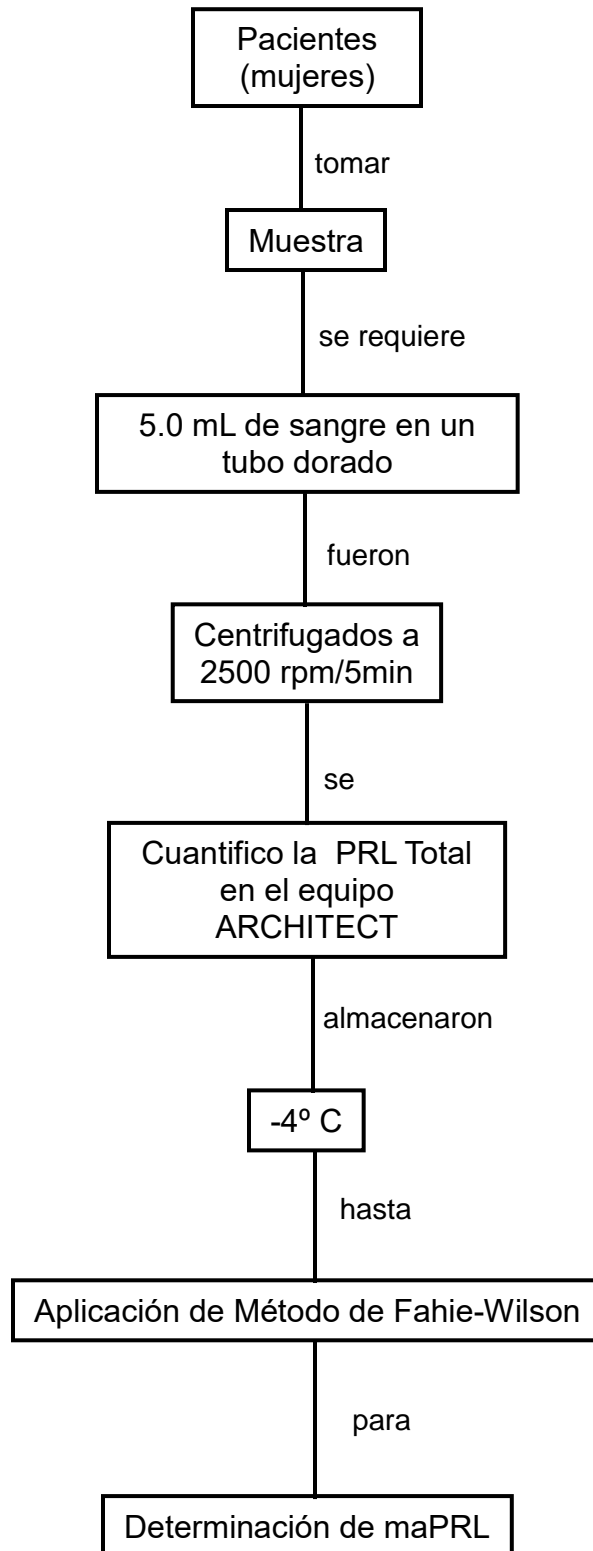 Pacientes
(mujeres)
tomar
Muestra
se requiere
5.0 mL de sangre en un
tubo dorado
fueron
Centrifugados a
2500 rpm/5min
se
Cuantifico la  PRL Total
en el equipo
ARCHITECT
almacenaron
-4º C
hasta
Aplicación de Método de Fahie-Wilson
para
Determinación de maPRL